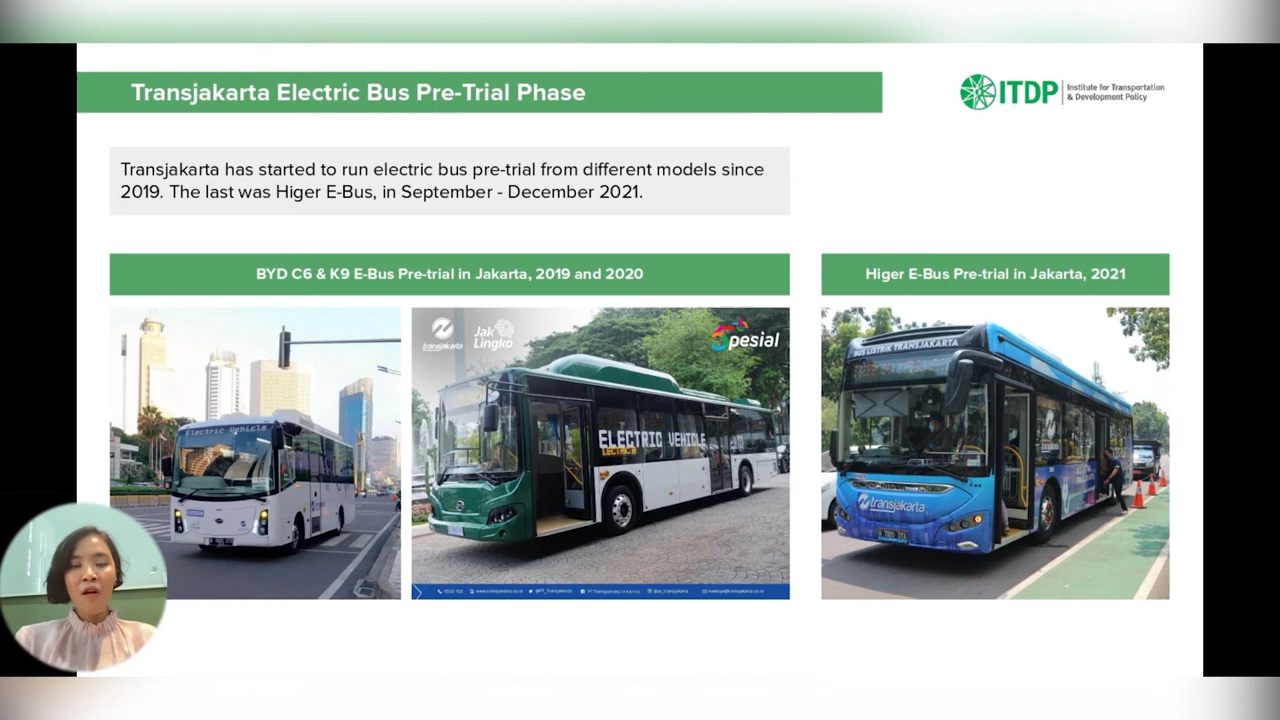 Transjakarta Electric Bus Pre-Trial Phase
ITDP
Institute for Transportation
& Development Policy
Transjakarta has started to run electric bus pre-trial from different models since
2019. The last was Higer E-Bus, in September - December 2021.
BYD C6 & K9 E-Bus Pre-trial in Jakarta, 2019 and 2020
Higer E-Bus Pre-trial in Jakarta, 2021
Electric Vehicle
transjakarta
Jak
Lingko
Spesial
ELECTRIC VEHICLE
BUS LISTRIK TRANSJAKARTA
transjakarta